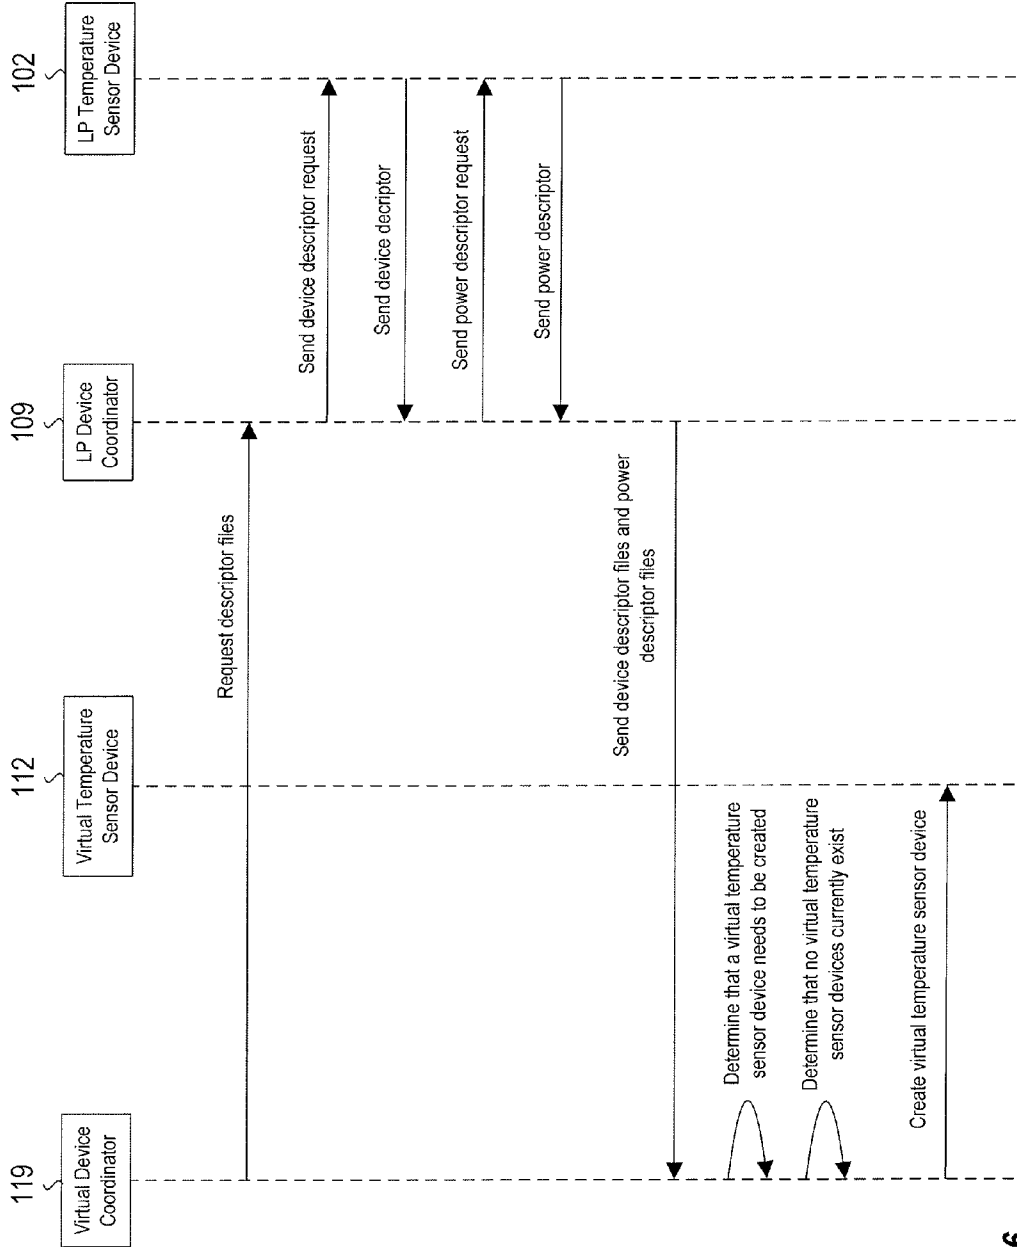 119
Virtual Device
Coordinator
112
Virtual Temperature
Sensor Device
109
LP Device
Coordinator
102
LP Temperature
Sensor Device
Request descriptor files
Send device descriptor request
Send device decriptor
Send power descriptor request
Send power descriptor
Send device descriptor files and power
descriptor files
Determine that a virtual temperature
sensor device needs to be created
Determine that no virtual temperature
sensor devices currently exist
Create virtual temperature sensor device
6